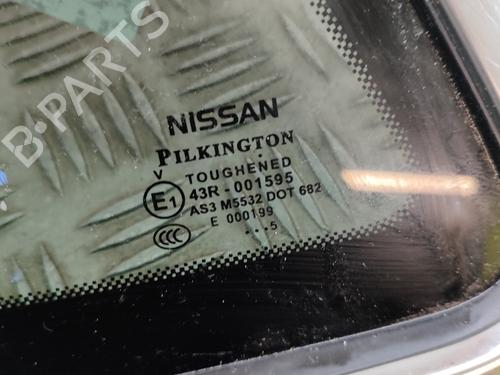 NISSAN
PILKINGTON
TOUGHENED
V
E1
43R-001595
AS3 M5532 DOT 682
E 000199
CCC
...5
B-PARTS